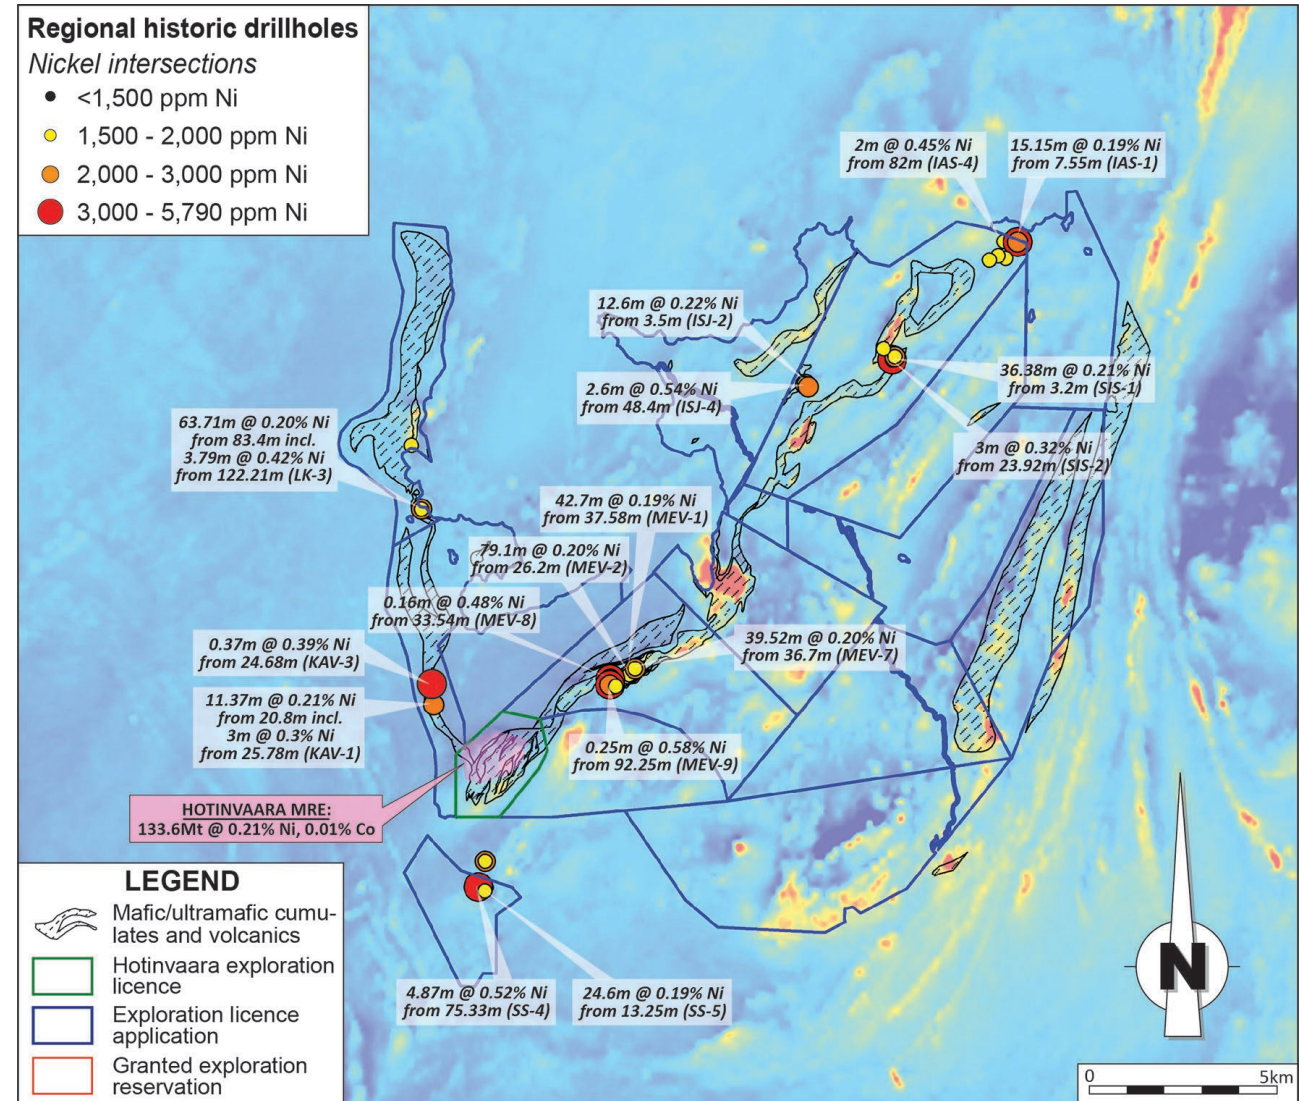 Regional historic drillholes
Nickel intersections
<1,500 ppm Ni
1,500 - 2,000 ppm Ni
2,000 - 3,000 ppm Ni
3,000 - 5,790 ppm Ni
2m @ 0.45% Ni
from 82m (IAS-4)
15.15m @ 0.19% Ni
from 7.55m (IAS-1)
12.6m @ 0.22% Ni
from 3.5m (ISJ-2)
2.6m @ 0.54% Ni
from 48.4m (ISJ-4)
36.38m @ 0.21% Ni
from 3.2m (SIS-1)
3m @ 0.32% Ni
from 23.92m (SIS-2)
63.71m @ 0.20% Ni
from 83.4m incl.
3.79m @ 0.42% Ni
from 122.21m (LK-3)
42.7m @ 0.19% Ni
from 37.58m (MEV-1)
79.1m @ 0.20% Ni
from 26.2m (MEV-2)
0.16m @ 0.48% Ni
from 33.54m (MEV-8)
39.52m @ 0.20% Ni
from 36.7m (MEV-7)
0.37m @ 0.39% Ni
from 24.68m (KAV-3)
11.37m @ 0.21% Ni
from 20.8m incl.
3m @ 0.3% Ni
from 25.78m (KAV-1)
0.25m @ 0.58% Ni
from 92.25m (MEV-9)
HOTINVAARA MRE:
133.6Mt @ 0.21% Ni, 0.01% Co
4.87m @ 0.52% Ni
from 75.33m (SS-4)
24.6m @ 0.19% Ni
from 13.25m (SS-5)
LEGEND
Mafic/ultramafic cumu-
lates and volcanics
Hotinvaara exploration
licence
Exploration licence
application
Granted exploration
reservation
N
0 5km